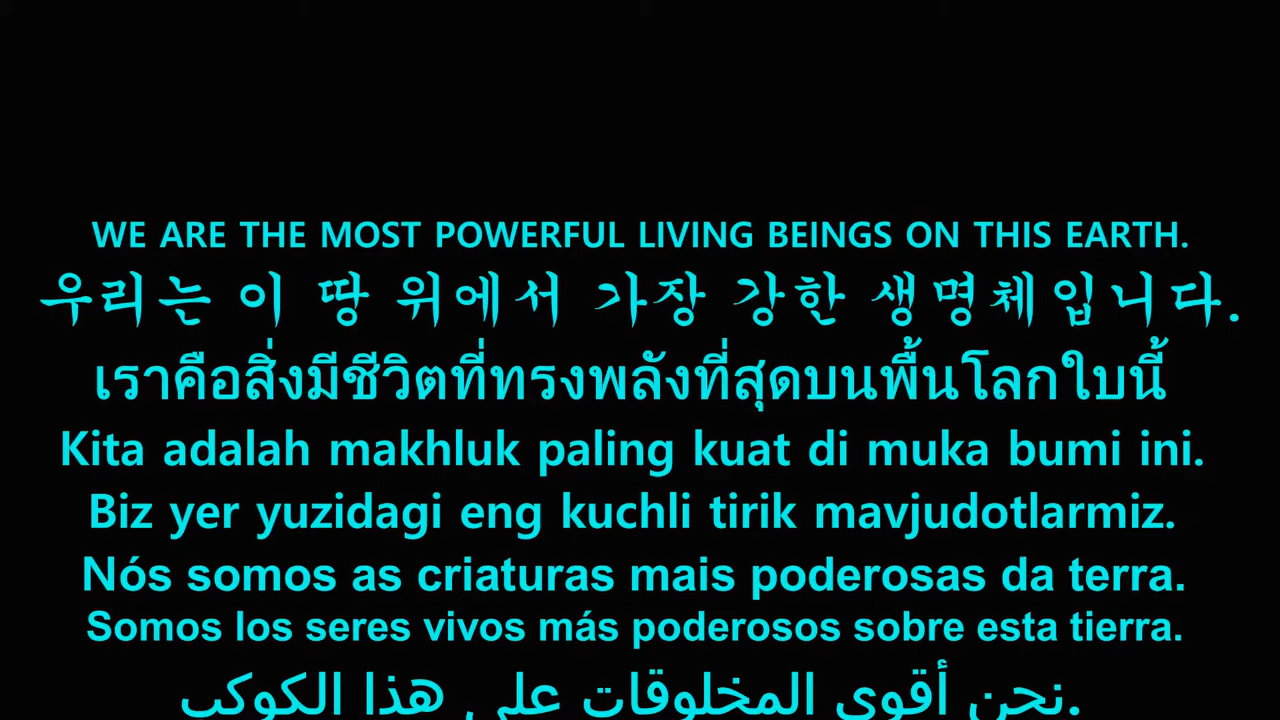 WE ARE THE MOST POWERFUL LIVING BEINGS ON THIS EARTH.
우리는 이 땅 위에서 가장 강한 생명체입니다.
เราคือสิ่งมีชีวิตที่ทรงพลังที่สุดบนพื้นโลกใบนี้
Kita adalah makhluk paling kuat di muka bumi ini.
Biz yer yuzidagi eng kuchli tirik mavjudotlarmiz.
Nós somos as criaturas mais poderosas da terra.
Somos los seres vivos más poderosos sobre esta tierra.
نحن أقوى المخلوقات على هذا الكوكب.